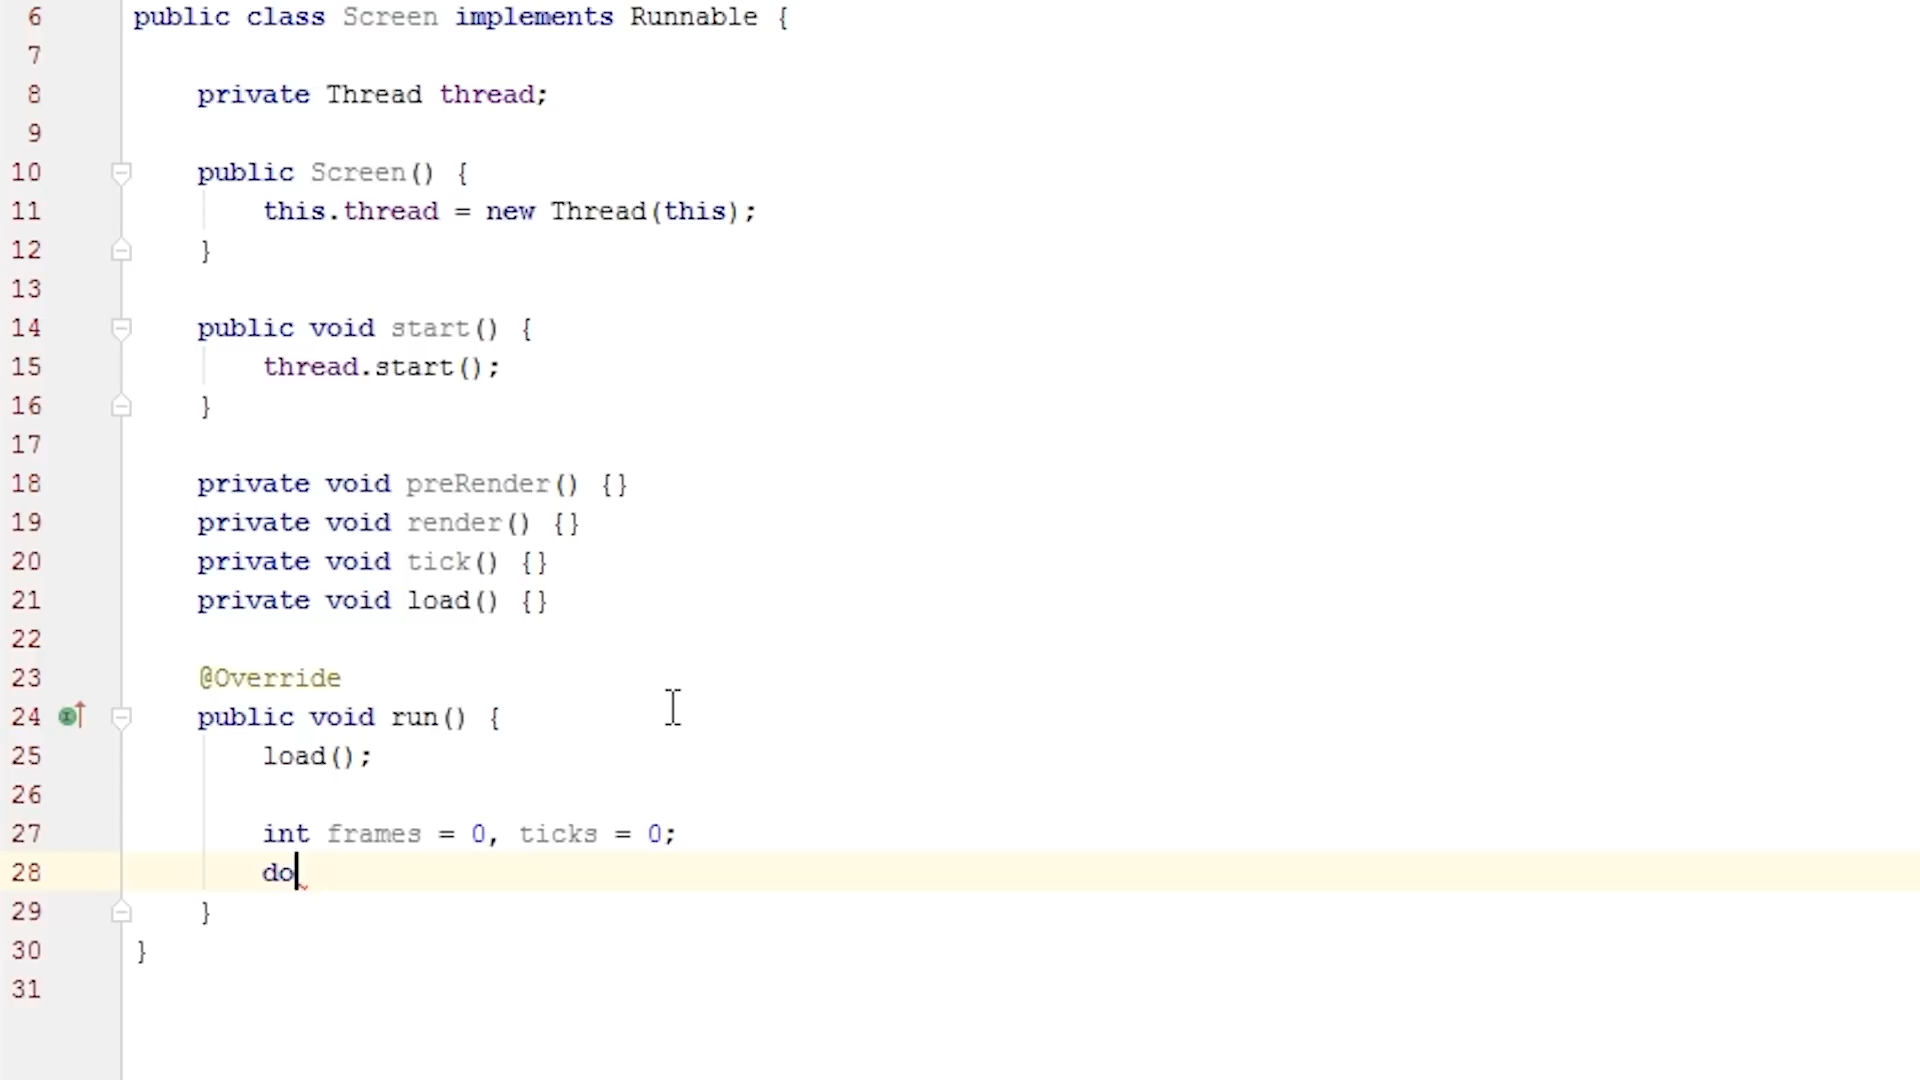 6 public class Screen implements Runnable {
7
8 private Thread thread;
9
10 public Screen() {
11 this.thread = new Thread(this);
12 }
13
14 public void start() {
15 thread.start();
16 }
17
18 private void preRender() {}
19 private void render() {}
20 private void tick() {}
21 private void load() {}
22
23 @Override
24 public void run() {
25 load();
26
27 int frames = 0, ticks = 0;
28 do
29 }
30 }
31